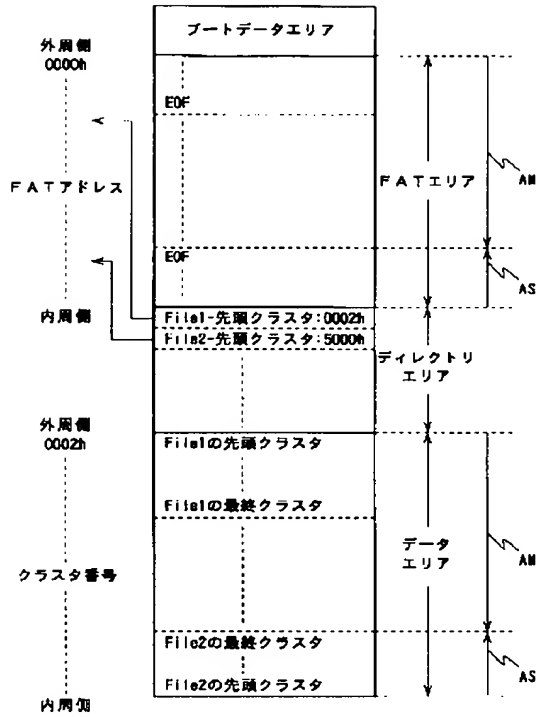 ブートデータエリア
外周側
0000h
EOF
FATアドレス
FATエリア
AM
EOF
AS
内周側
File1-先頭クラスタ:0002h
File2-先頭クラスタ:5000h
ディレクトリ
エリア
外周側
0002h
File1の先頭クラスタ
File1の最終クラスタ
データ
エリア
AM
クラスタ番号
File2の最終クラスタ
AS
File2の先頭クラスタ
内周側